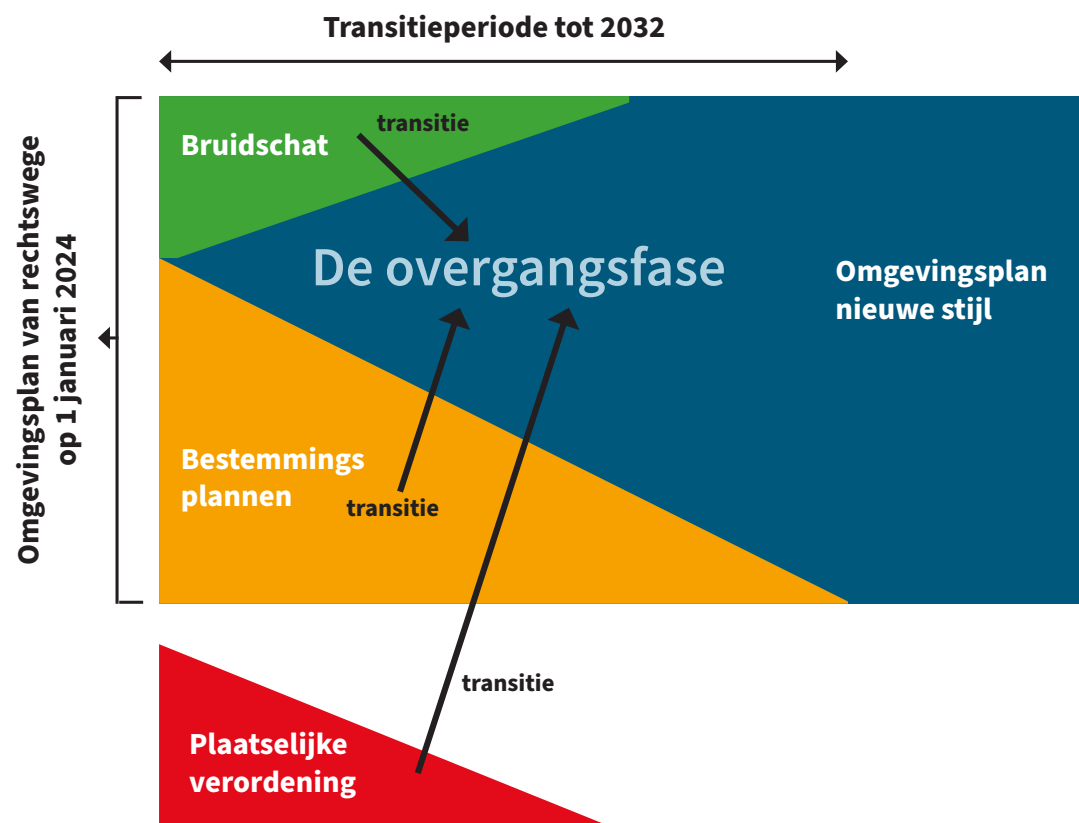 Transitieperiode tot 2032
Omgevingsplan van rechtswege
op 1 januari 2024
Bruidschat
transitie
De overgangsfase
Omgevingsplan
nieuwe stijl
Bestemmings
plannen
transitie
transitie
Plaatselijke
verordening